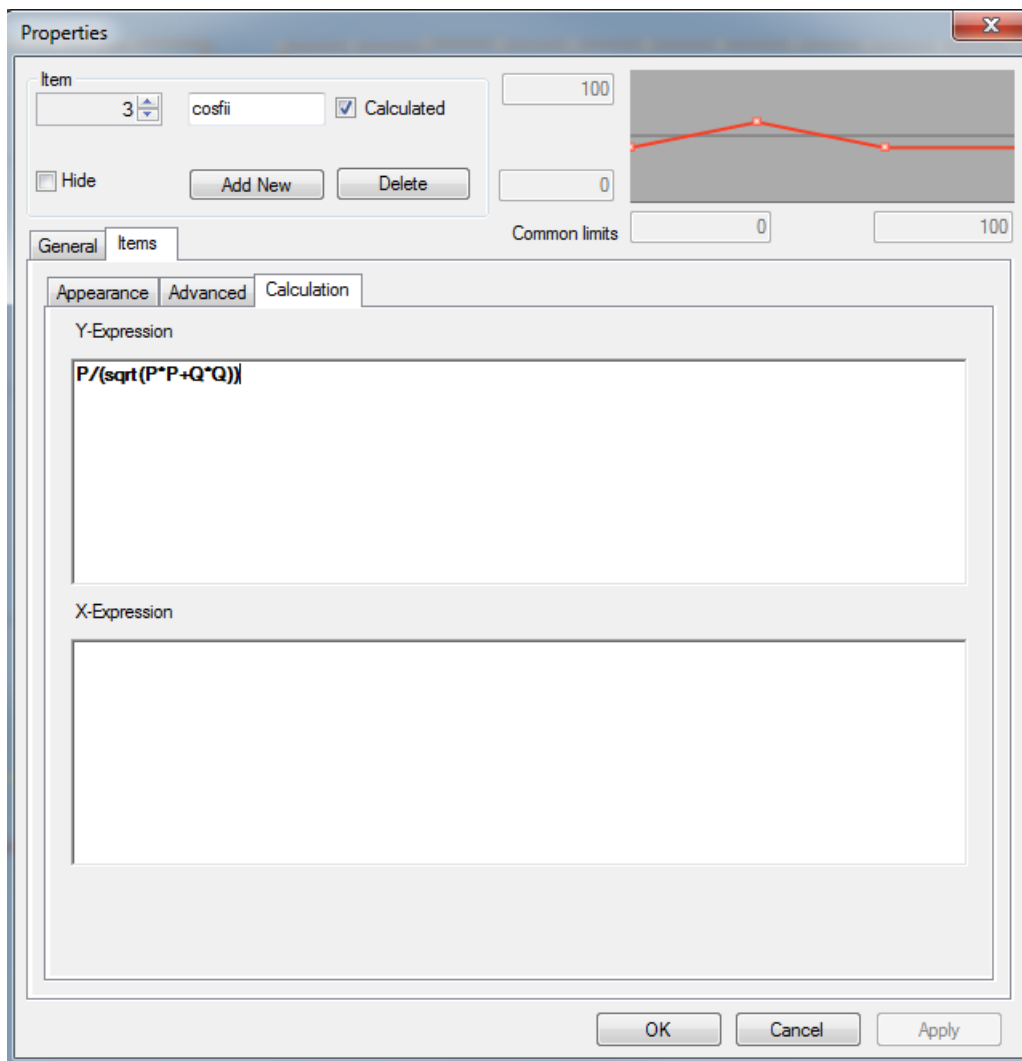 Properties
Item
3
cosfii
Calculated
100
Hide
Add New
Delete
0
Common limits
0
100
General
Items
Appearance
Advanced
Calculation
Y-Expression
P/(sqrt(P*P+Q*Q))
X-Expression
OK
Cancel
Apply